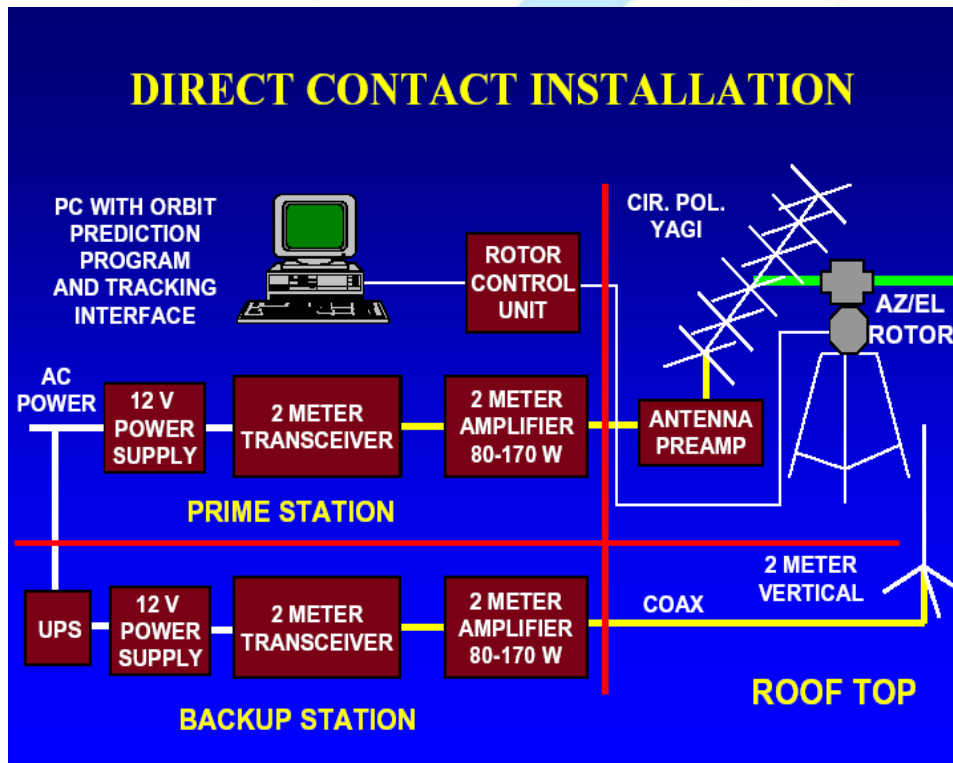 DIRECT CONTACT INSTALLATION
PC WITH ORBIT
PREDICTION
PROGRAM
AND TRACKING
INTERFACE
ROTOR
CONTROL
UNIT
CIR. POL.
YAGI
AZ/EL
ROTOR
AC
POWER
12 V
POWER
SUPPLY
2 METER
TRANSCEIVER
2 METER
AMPLIFIER
80-170 W
ANTENNA
PREAMP
PRIME STATION
UPS
12 V
POWER
SUPPLY
2 METER
TRANSCEIVER
2 METER
AMPLIFIER
80-170 W
COAX
2 METER
VERTICAL
BACKUP STATION
ROOF TOP